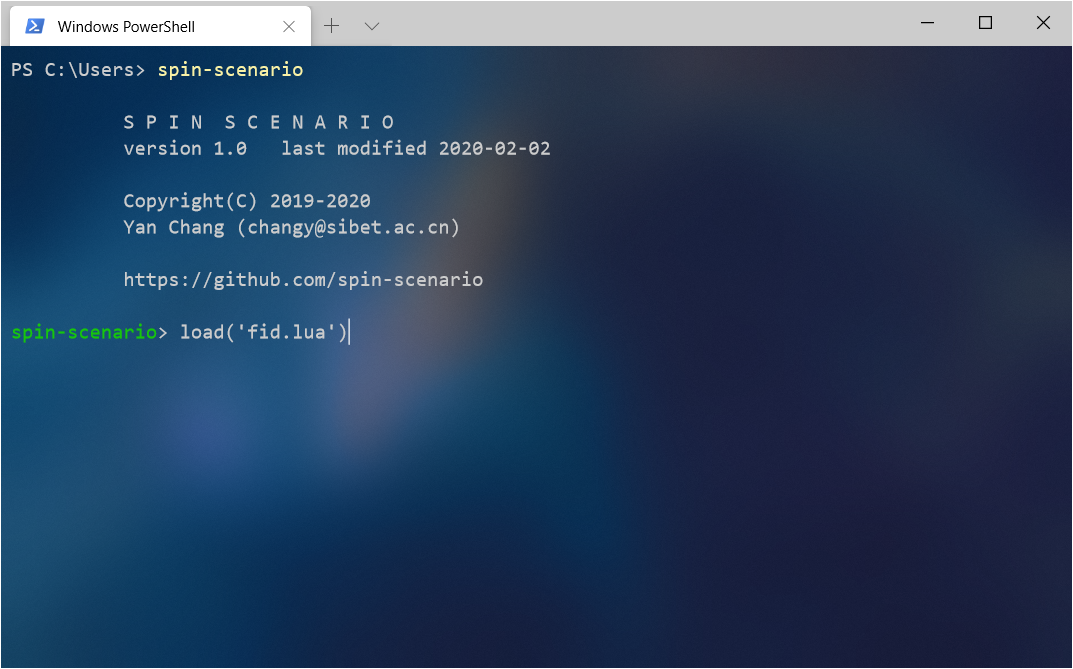 Windows PowerShell
PS C:\Users> spin-scenario
S P I N  S C E N A R I O
version 1.0   last modified 2020-02-02
Copyright(C) 2019-2020
Yan Chang (changy@sibet.ac.cn)
https://github.com/spin-scenario
spin-scenario> load('fid.lua')